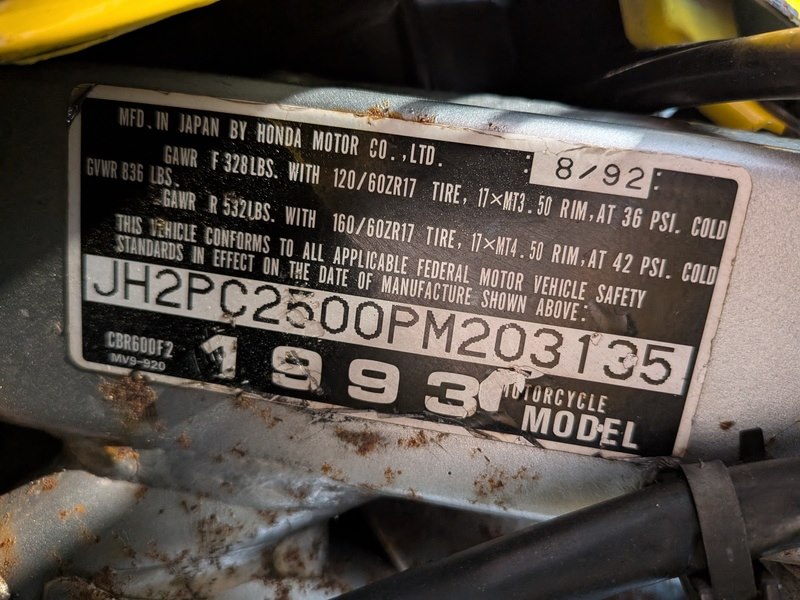 MFD. IN JAPAN BY HONDA MOTOR CO.,LTD. : 8/92 :
GVWR 836 LBS. GAWR F 328LBS. WITH 120/60ZR17 TIRE, 17×MT3.50 RIM,AT 36 PSI. COLD
GAWR R 532LBS. WITH 160/60ZR17 TIRE, 17×MT4.50 RIM,AT 42 PSI. COLD
THIS VEHICLE CONFORMS TO ALL APPLICABLE FEDERAL MOTOR VEHICLE SAFETY
STANDARDS IN EFFECT ON THE DATE OF MANUFACTURE SHOWN ABOVE:
JH2PC2500PM203135
CBR600F2
MV9-920
1993 MOTORCYCLE
MODEL